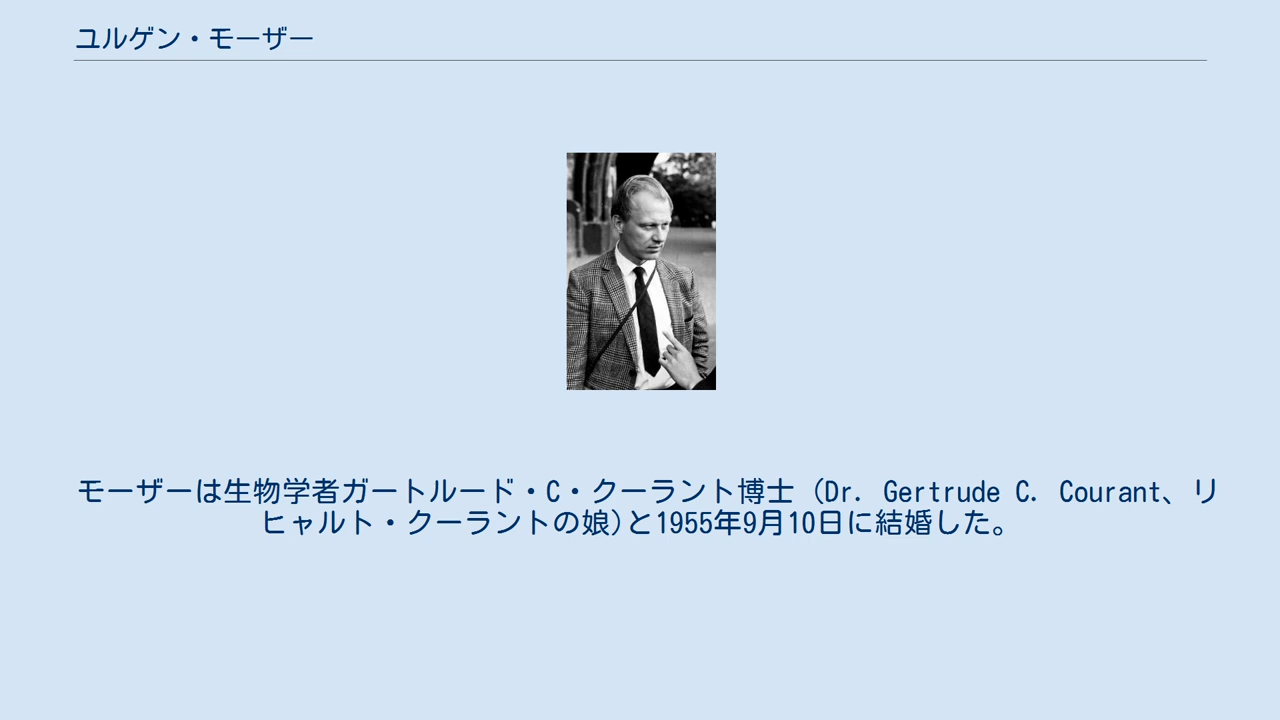 ユルゲン・モーザー
モーザーは生物学者ガートルード・C・クーラント博士 (Dr. Gertrude C. Courant、リ
ヒャルト・クーラントの娘)と1955年9月10日に結婚した。